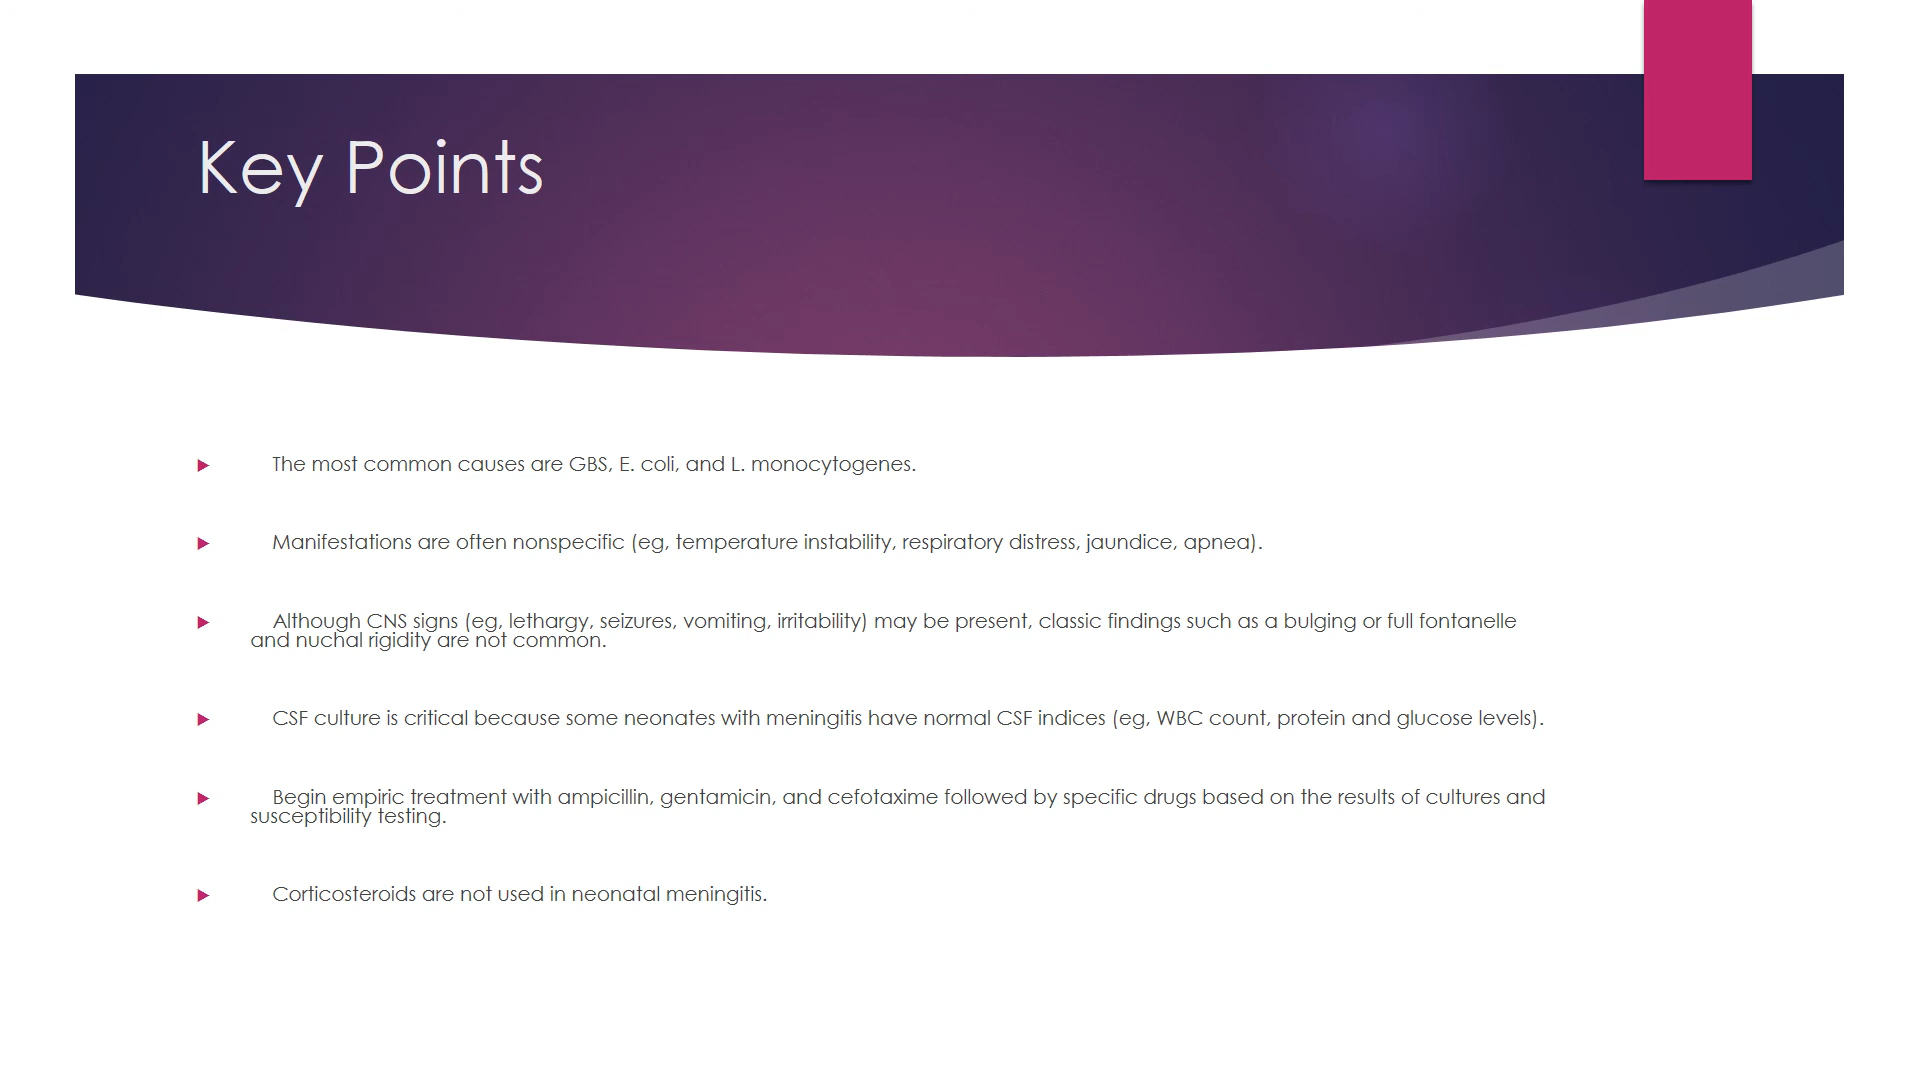 Key Points
The most common causes are GBS, E. coli, and L. monocytogenes.
Manifestations are often nonspecific (eg, temperature instability, respiratory distress, jaundice, apnea).
Although CNS signs (eg, lethargy, seizures, vomiting, irritability) may be present, classic findings such as a bulging or full fontanelle
and nuchal rigidity are not common.
CSF culture is critical because some neonates with meningitis have normal CSF indices (eg, WBC count, protein and glucose levels).
Begin empiric treatment with ampicillin, gentamicin, and cefotaxime followed by specific drugs based on the results of cultures and
susceptibility testing.
Corticosteroids are not used in neonatal meningitis.